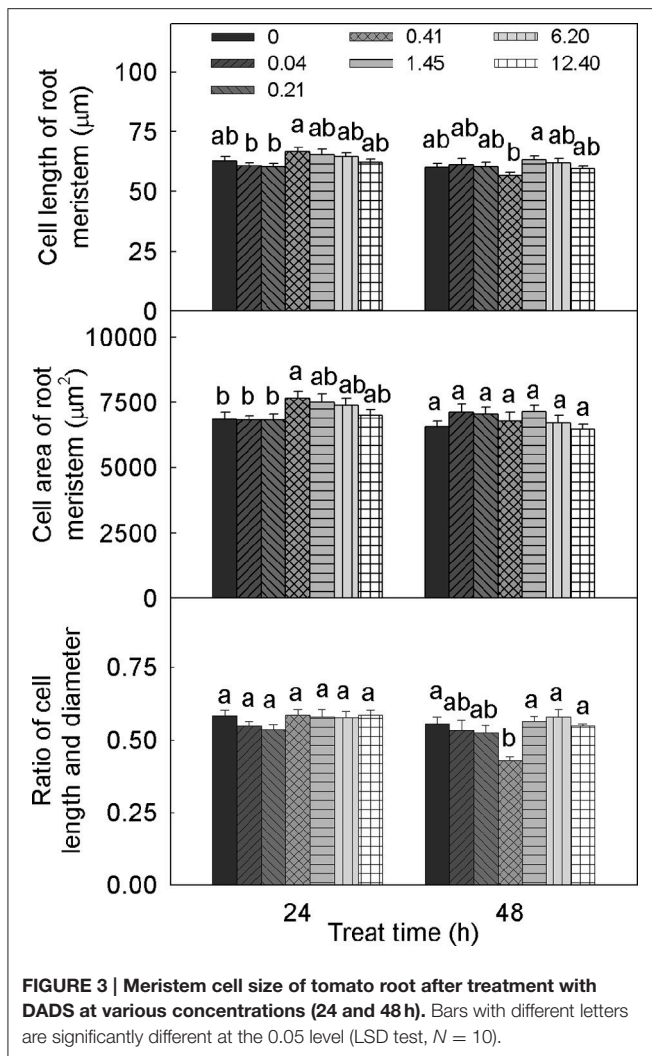 0 0.41 6.20
0.04 1.45 12.40
0.21
Cell length of root
meristem (μm)
100
75
50
25
0
ab b b a ab ab ab ab ab ab b a ab ab
Cell area of root
meristem (μm²)
10000
7500
5000
2500
0
b b b a ab ab ab a a a a a a a
Ratio of cell
length and diameter
0.75
0.50
0.25
0.00
a a a a a a a a ab ab b a a a
24 48
Treat time (h)
FIGURE 3 | Meristem cell size of tomato root after treatment with
DADS at various concentrations (24 and 48 h). Bars with different letters
are significantly different at the 0.05 level (LSD test, N = 10).